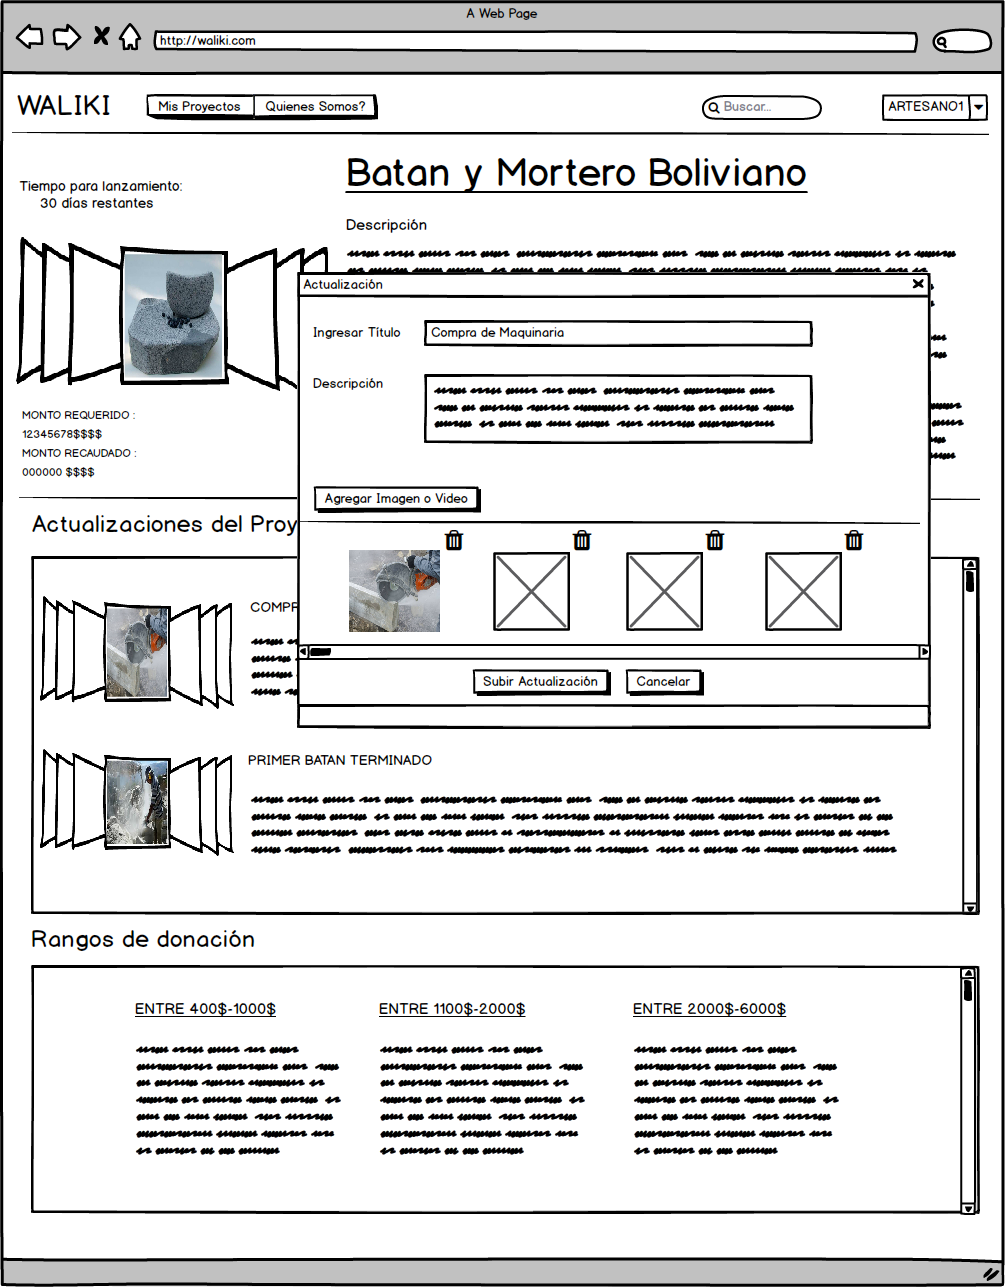 A Web Page
http://waliki.com
WALIKI
Mis Proyectos
Quienes Somos?
Buscar...
ARTESANO1
Batan y Mortero Boliviano
Tiempo para lanzamiento:
30 días restantes
Descripción
MONTO REQUERIDO :
12345678$$$$
MONTO RECAUDADO :
000000 $$$$
Actualización
Ingresar Título
Compra de Maquinaria
Descripción
Agregar Imagen o Video
Subir Actualización
Cancelar
Actualizaciones del Proy
COMPR
PRIMER BATAN TERMINADO
Rangos de donación
ENTRE 400$-1000$
ENTRE 1100$-2000$
ENTRE 2000$-6000$